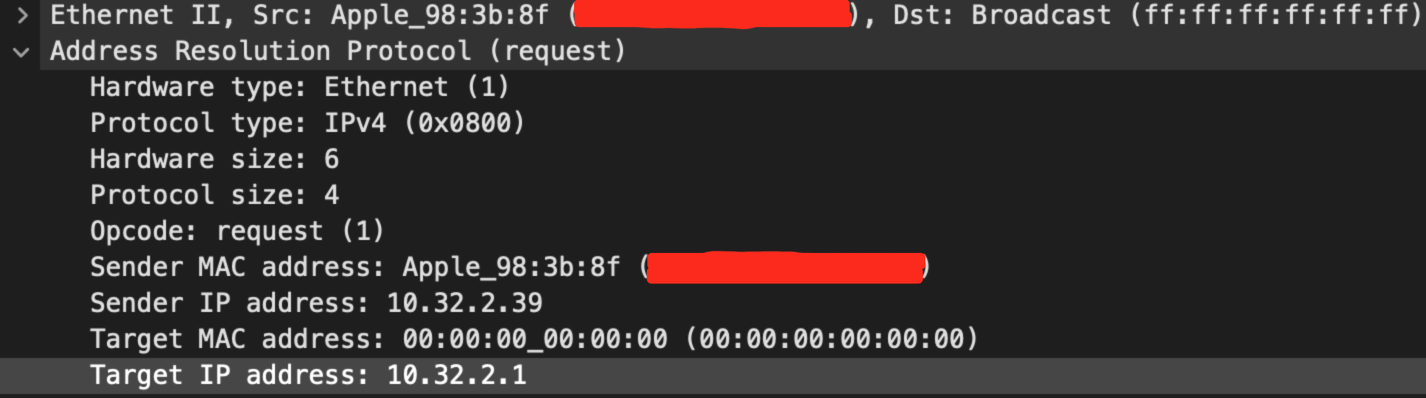 Ethernet II, Src: Apple_98:3b:8f (), Dst: Broadcast (ff:ff:ff:ff:ff:ff)
Address Resolution Protocol (request)
Hardware type: Ethernet (1)
Protocol type: IPv4 (0x0800)
Hardware size: 6
Protocol size: 4
Opcode: request (1)
Sender MAC address: Apple_98:3b:8f ()
Sender IP address: 10.32.2.39
Target MAC address: 00:00:00_00:00:00 (00:00:00:00:00:00)
Target IP address: 10.32.2.1